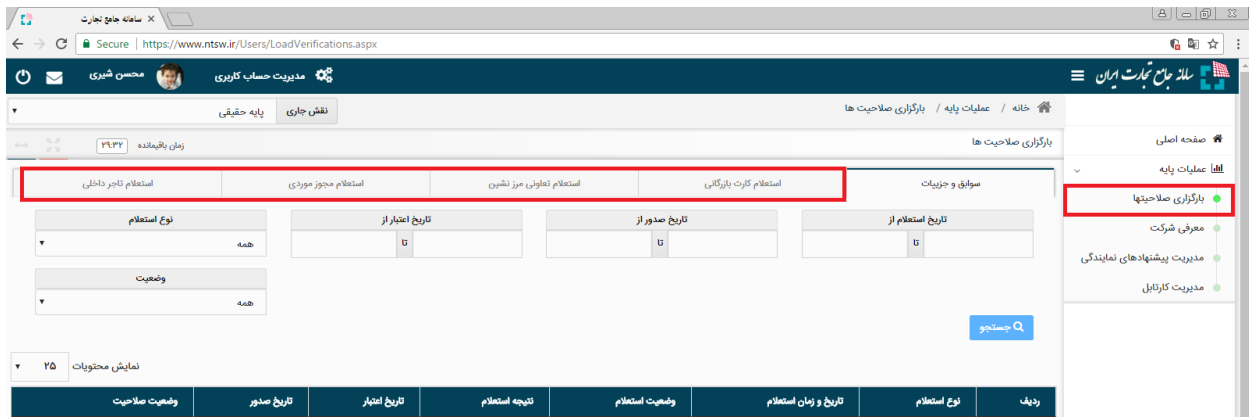 سامانه جامع تجارت
Secure | https://www.ntsw.ir/Users/LoadVerifications.aspx
سامانه جامع تجارت ایران
مدیریت حساب کاربری
محسن شیری
خانه / عملیات پایه / بارگزاری صلاحیت ها
نقش جاری پایه حقیقی
صفحه اصلی
عملیات پایه
بارگزاری صلاحیتها
معرفی شرکت
مدیریت پیشنهادهای نمایندگی
مدیریت کارتابل
بارگزاری صلاحیت ها
زمان باقیمانده ۲۹:۳۲
سوابق و جزییات استعلام کارت بازرگانی استعلام تعاونی مرز نشین استعلام مجوز موردی استعلام تاجر داخلی
تاریخ استعلام از تاریخ صدور از تاریخ اعتبار از نوع استعلام
تا تا تا همه
وضعیت
همه
جستجو
نمایش محتویات ۲۵
ردیف نوع استعلام تاریخ و زمان استعلام وضعیت استعلام نتیجه استعلام تاریخ اعتبار تاریخ صدور وضعیت صلاحیت